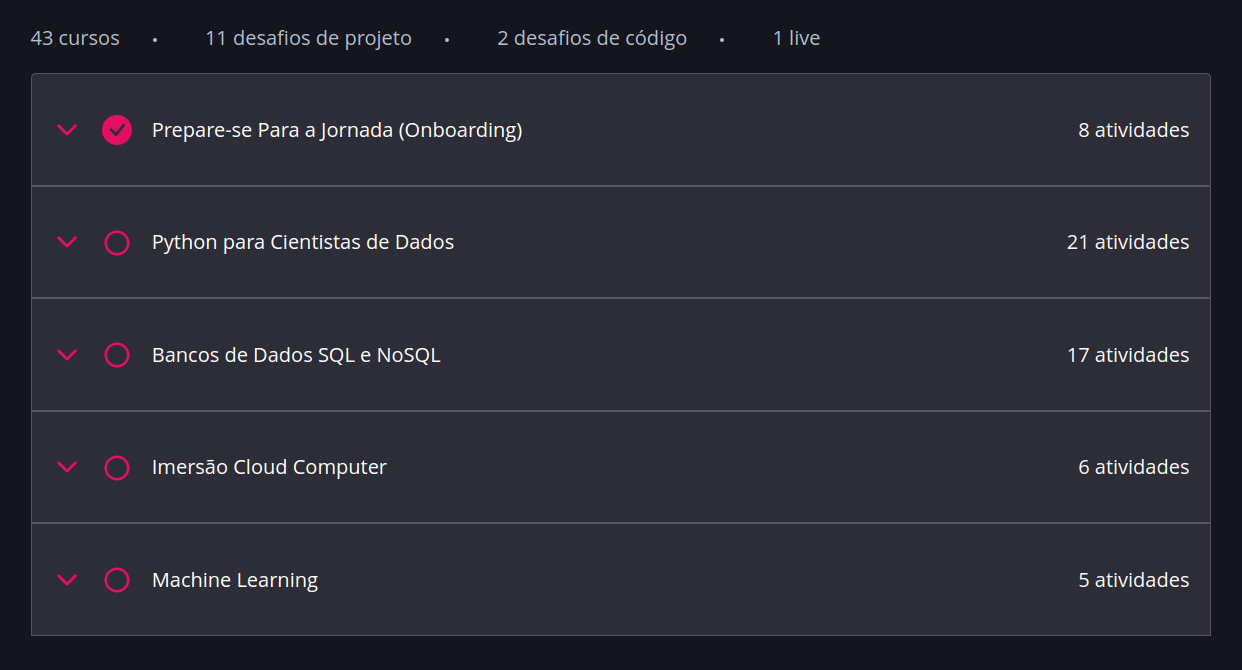 43 cursos • 11 desafios de projeto • 2 desafios de código • 1 live
Prepare-se Para a Jornada (Onboarding) 8 atividades
Python para Cientistas de Dados 21 atividades
Bancos de Dados SQL e NoSQL 17 atividades
Imersão Cloud Computer 6 atividades
Machine Learning 5 atividades